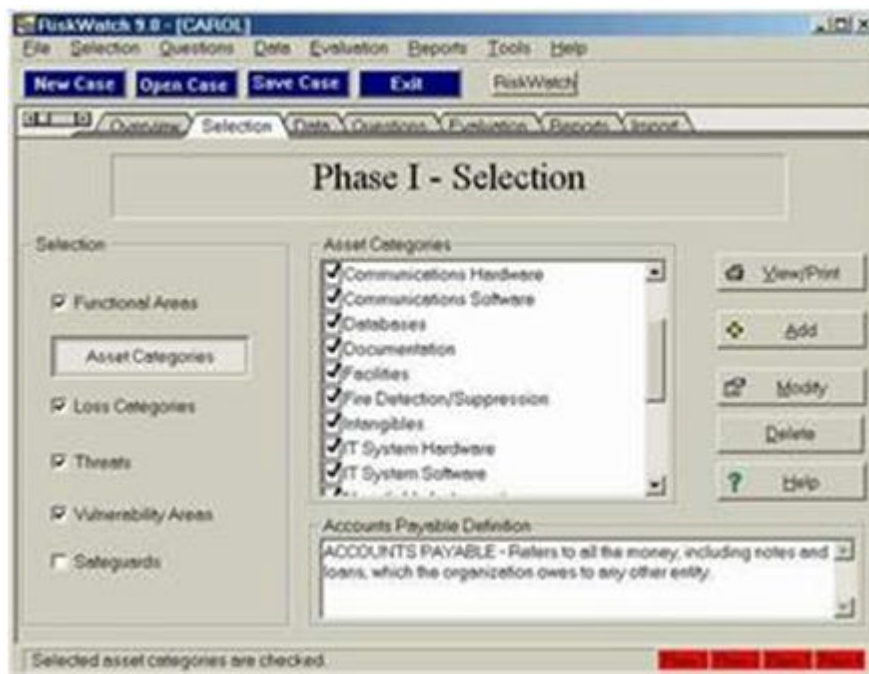 RiskWatch 9.0 - [CAROL]
File Selection Questions Data Evaluation Reports Tools Help
New Case Open Case Save Case Exit RiskWatch
Overview Selection Data Questions Evaluation Reports Import
Phase I - Selection
Selection
Functional Areas
Asset Categories
Loss Categories
Threats
Vulnerability Areas
Safeguards
Asset Categories
Communications Hardware
Communications Software
Databases
Documentation
Facilities
Fire Detection/Suppression
Intangibles
IT System Hardware
IT System Software
View/Print
Add
Modify
Delete
? Help
Accounts Payable Definition
ACCOUNTS PAYABLE - Refers to all the money, including notes and
loans, which the organization owes to any other entity.
Selected asset categories are checked.